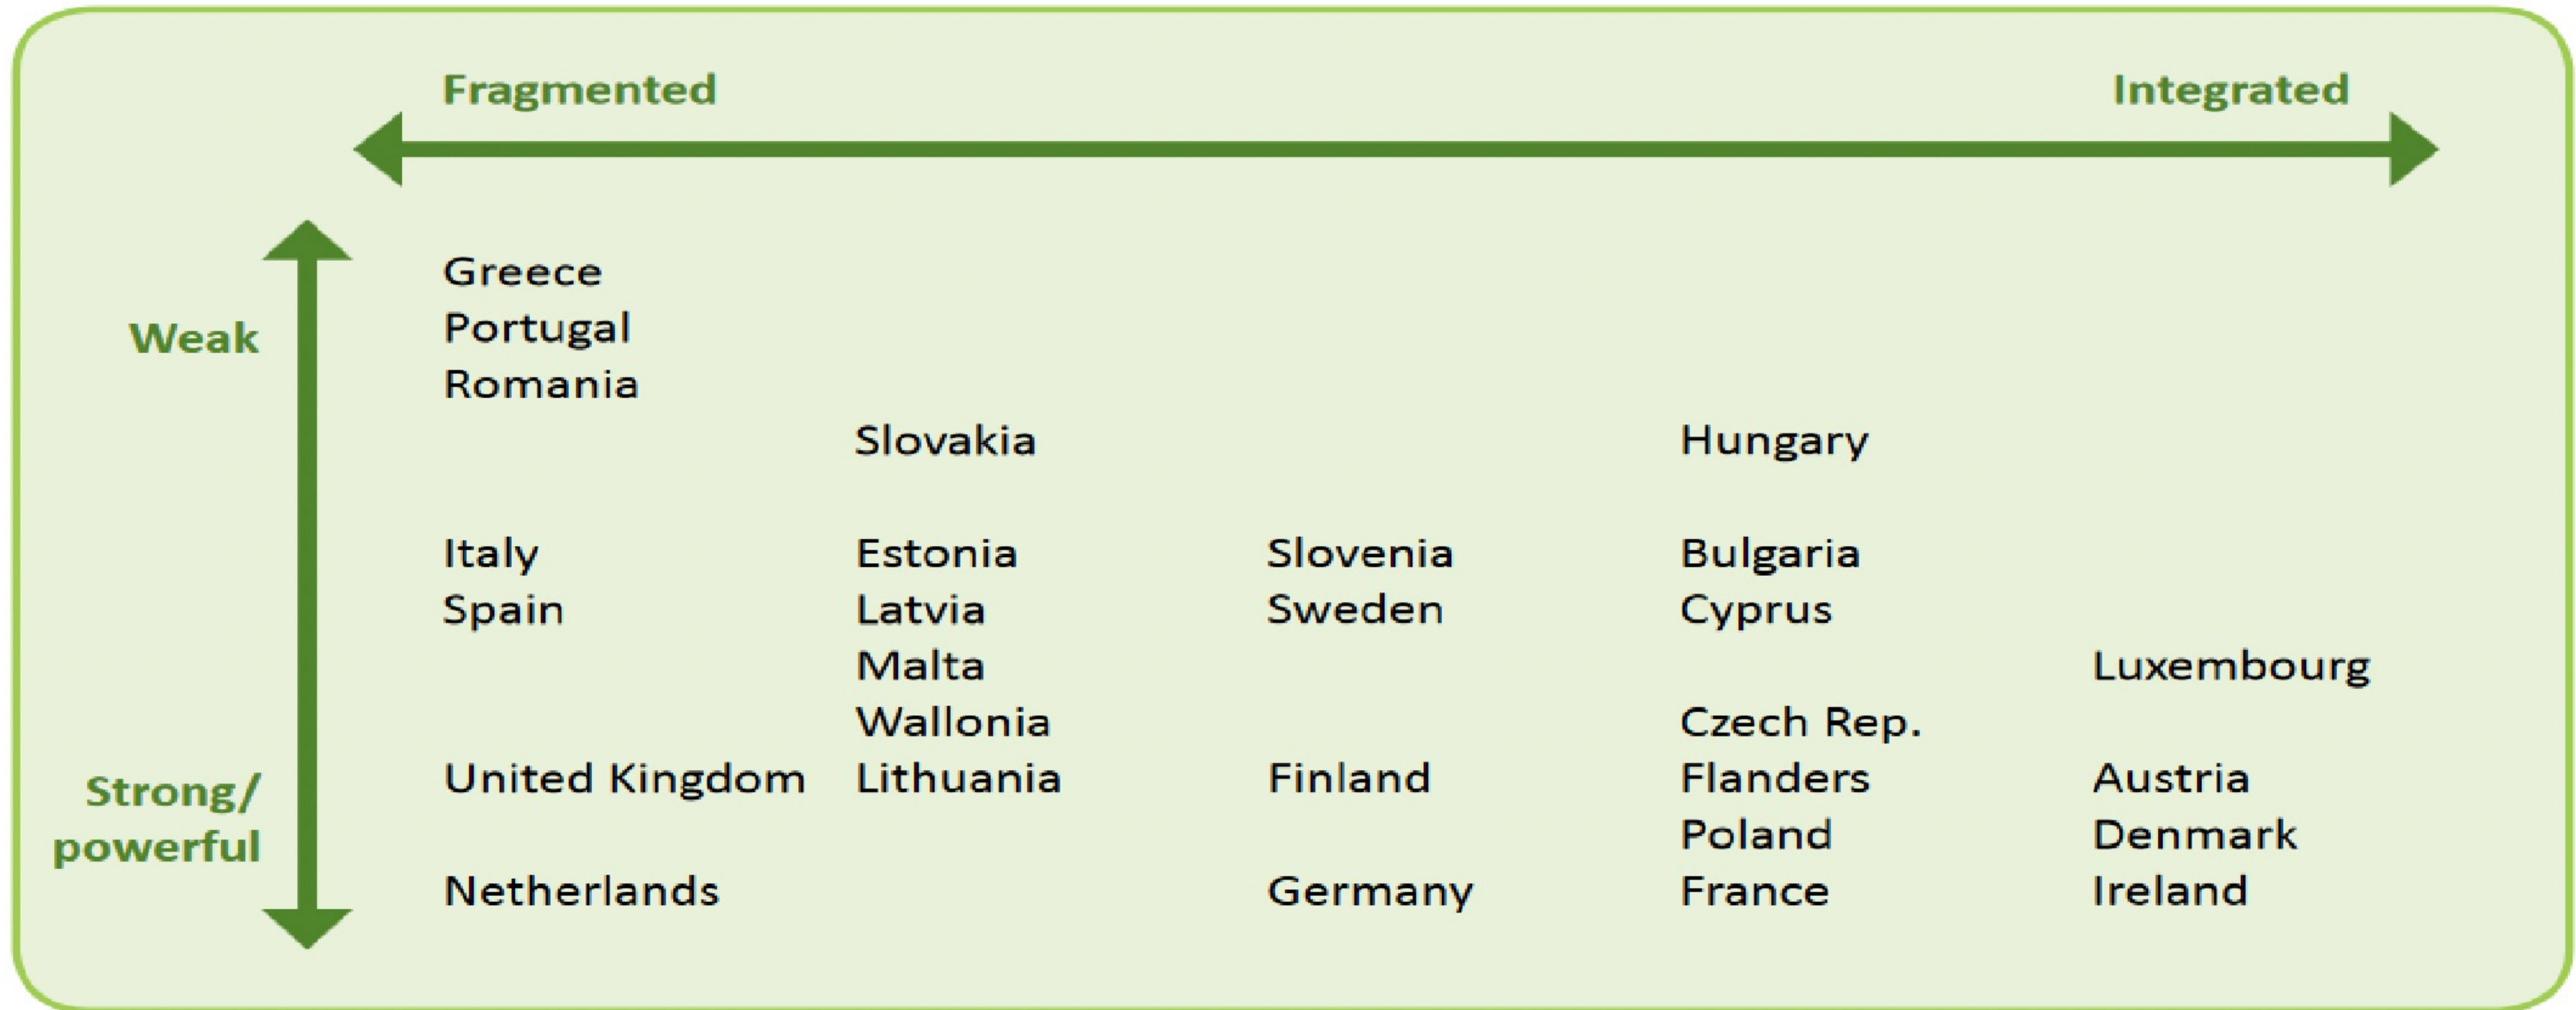 Fragmented Integrated
Weak
Strong/
powerful
Greece
Portugal
Romania
Slovakia Hungary
Italy Estonia Slovenia Bulgaria
Spain Latvia Sweden Cyprus
Malta Luxembourg
Wallonia Czech Rep.
United Kingdom Lithuania Finland Flanders Austria
Poland Denmark
Netherlands Germany France Ireland